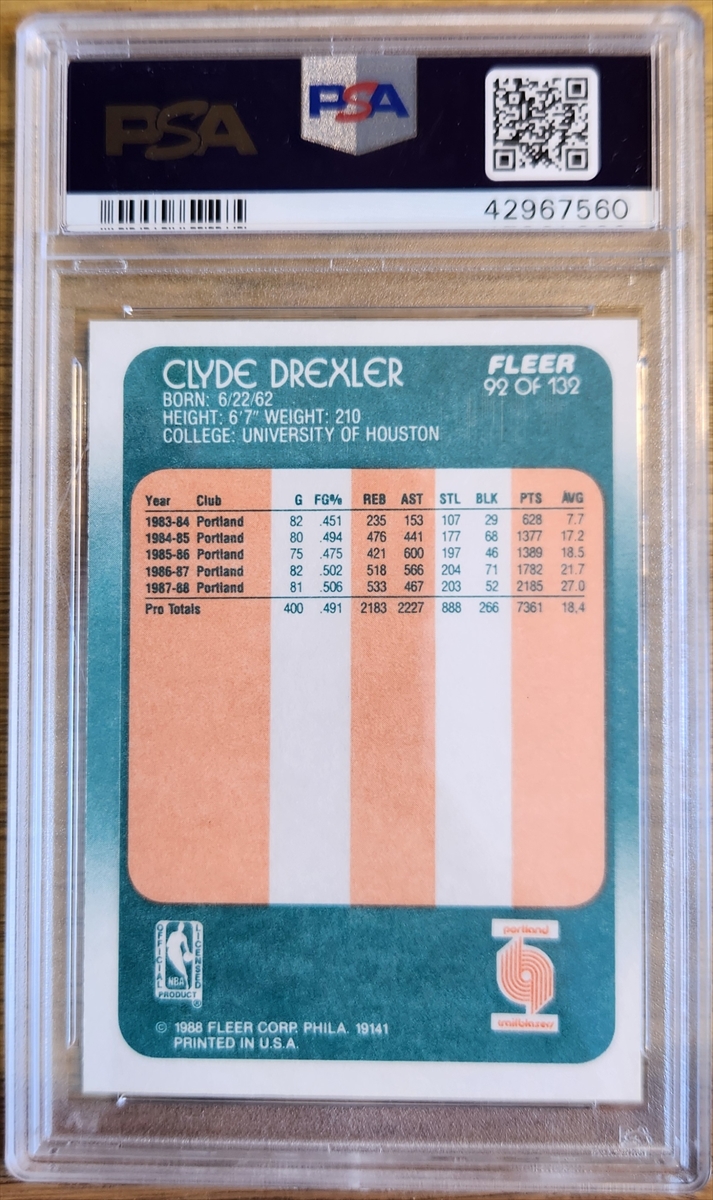 PSA
PSA
42967560
CLYDE DREXLER
FLEER
92 OF 132
BORN: 6/22/62
HEIGHT: 6'7" WEIGHT: 210
COLLEGE: UNIVERSITY OF HOUSTON
Year Club G FG% REB AST STL BLK PTS AVG
1983-84 Portland 82 .451 235 153 107 29 628 7.7
1984-85 Portland 80 .494 476 441 177 68 1377 17.2
1985-86 Portland 75 .475 421 600 197 46 1389 18.5
1986-87 Portland 82 .502 518 566 204 71 1782 21.7
1987-88 Portland 81 .506 533 467 203 52 2185 27.0
Pro Totals 400 .491 2183 2227 888 266 7361 18.4
OFFICIAL
LICENSED
NBA
PRODUCT ®
portland
trailblazers
© 1988 FLEER CORP. PHILA. 19141
PRINTED IN U.S.A.